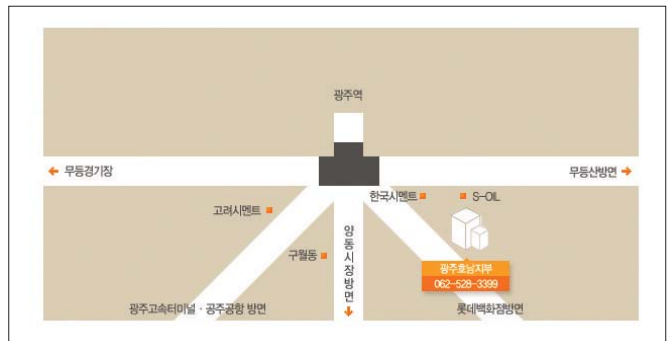 광주역
← 무등경기장
무등산방면 →
한국시멘트
S-OIL
고려시멘트
구월동
양동시장방면
광주호남지부
062-528-3399
광주고속터미널 · 공주공항 방면
롯데백화점방면